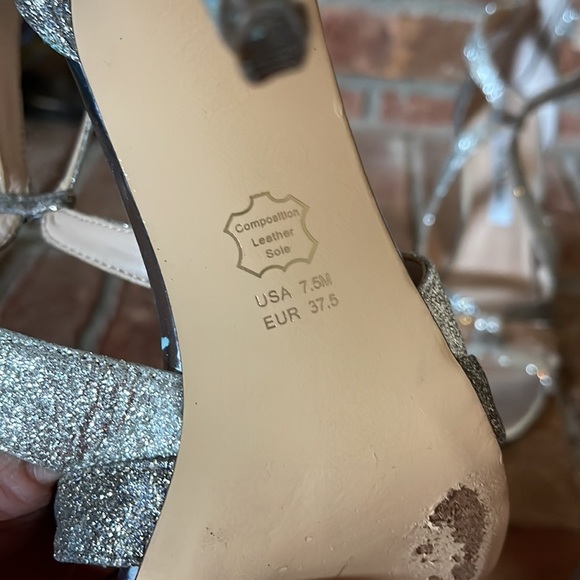 Composition
Leather
Sole
USA 7.5M
EUR 37.5